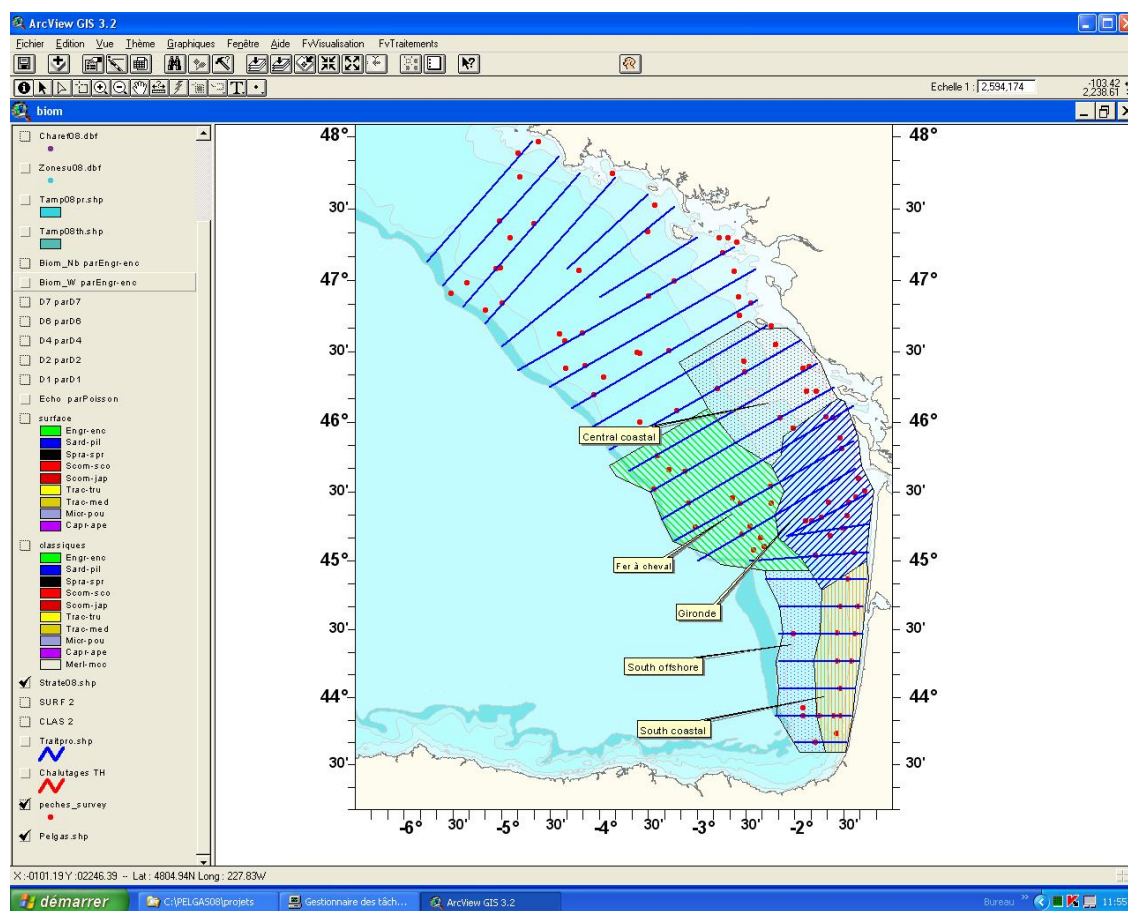 ArcView GIS 3.2
Fichier Edition Vue Thème Graphiques Fenêtre Aide FvVisualisation FvTraitements
Echelle 1 : 2,594,174
-103.42
2,238.61
biom
Charef08.dbf
Zonesu08.dbf
Tamp08pr.shp
Tamp08th.shp
Biom_Nb parEngr-enc
Biom_W parEngr-enc
D7 parD7
D6 parD6
D4 parD4
D2 parD2
D1 parD1
Echo parPoisson
surface
Engr-enc
Sard-pil
Spra-spr
Scom-sco
Scom-jap
Trac-tru
Trac-med
Micr-pou
Capr-ape
classiques
Engr-enc
Sard-pil
Spra-spr
Scom-sco
Scom-jap
Trac-tru
Trac-med
Micr-pou
Capr-ape
Merl-mcc
Strate08.shp
SURF 2
CLAS 2
Traitpro.shp
Chalutages TH
peches_survey
Pelgas.shp
48° 48°
30' 30'
47° 47°
30' 30'
46° 46°
30' 30'
45° 45°
30' 30'
44° 44°
30' 30'
Central coastal
Fer à cheval
Gironde
South offshore
South coastal
-6° 30' -5° 30' -4° 30' -3° 30' -2° 30'
X:-0101.19 Y :02246.39 -- Lat : 4804.94N Long : 227.83W
démarrer C:\PELGAS08\projets Gestionnaire des tâch... ArcView GIS 3.2 Bureau » 11:55